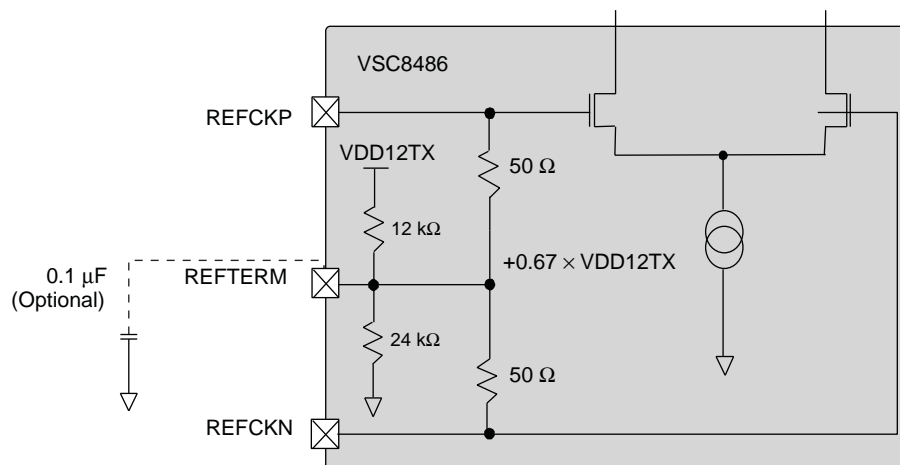 VSC8486
REFCKP
VDD12TX
50 Ω
12 kΩ
+0.67 × VDD12TX
0.1 μF
(Optional)
REFTERM
24 kΩ
50 Ω
REFCKN